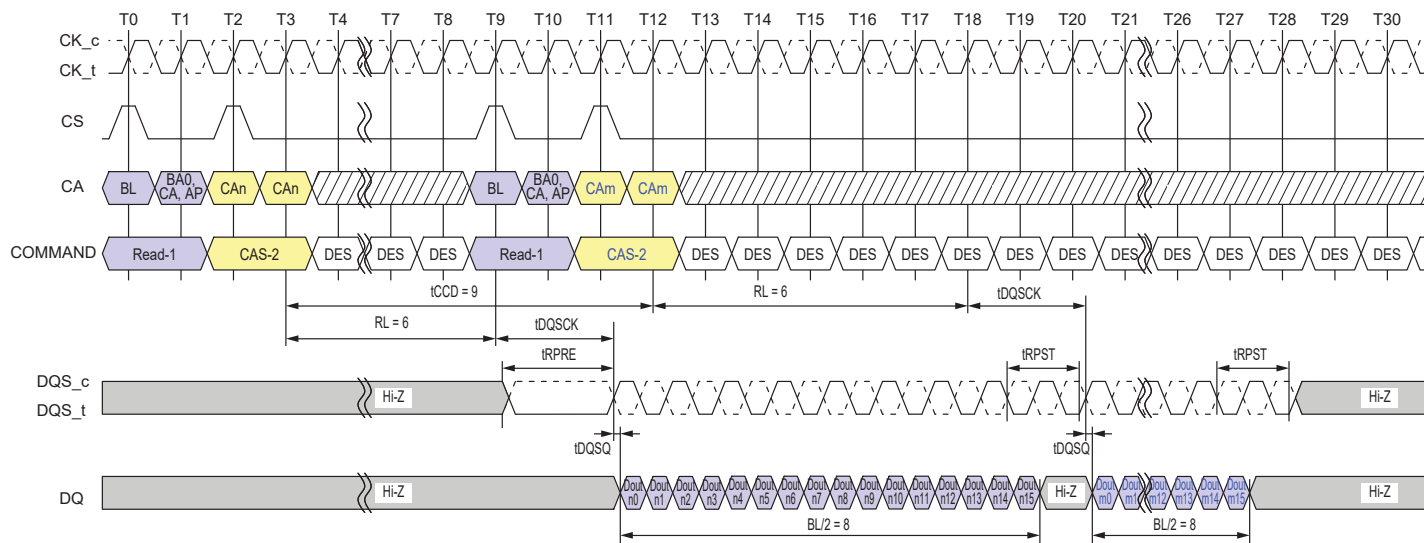 T0 T1 T2 T3 T4 T7 T8 T9 T10 T11 T12 T13 T14 T15 T16 T17 T18 T19 T20 T21 T26 T27 T28 T29 T30
CK_c
CK_t
CS
CA BL BA0, CA, AP CAn CAn BL BA0, CA, AP CAm CAm
COMMAND Read-1 CAS-2 DES DES DES Read-1 CAS-2 DES DES DES DES DES DES DES DES DES DES DES DES DES DES
tCCD = 9 RL = 6 tDQSCK
RL = 6 tDQSCK
tRPRE tRPST tRPST
DQS_c
DQS_t
Hi-Z Hi-Z
tDQSQ tDQSQ
DQ Hi-Z Dout n0 Dout n1 Dout n2 Dout n3 Dout n4 Dout n5 Dout n6 Dout n7 Dout n8 Dout n9 Dout n10 Dout n11 Dout n12 Dout n13 Dout n14 Dout n15 Hi-Z Dout m0 Dout m1 Dout m12 Dout m13 Dout m14 Dout m15 Hi-Z
BL/2 = 8 BL/2 = 8